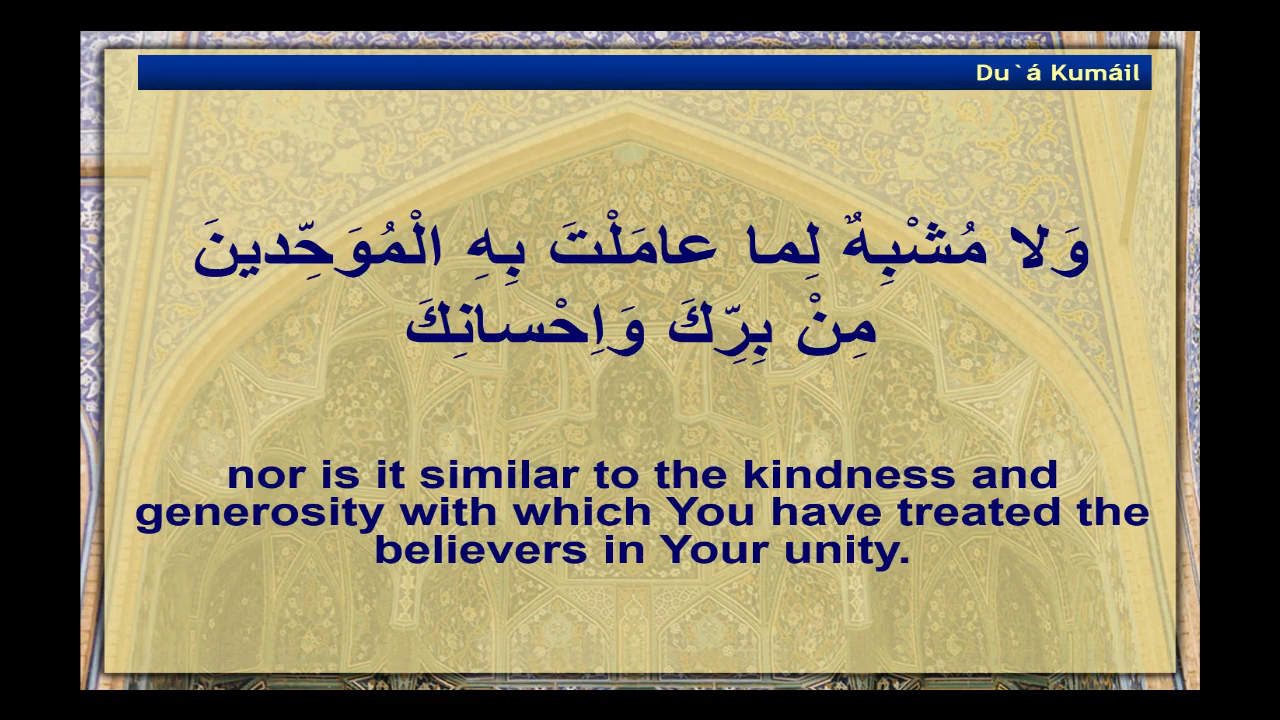 Du`á Kumáil
وَلا مُشْبِهٌ لِما عامَلْتَ بِهِ الْمُوَحِّدينَ
مِنْ بِرِّكَ وَاِحْسانِكَ
nor is it similar to the kindness and
generosity with which You have treated the
believers in Your unity.